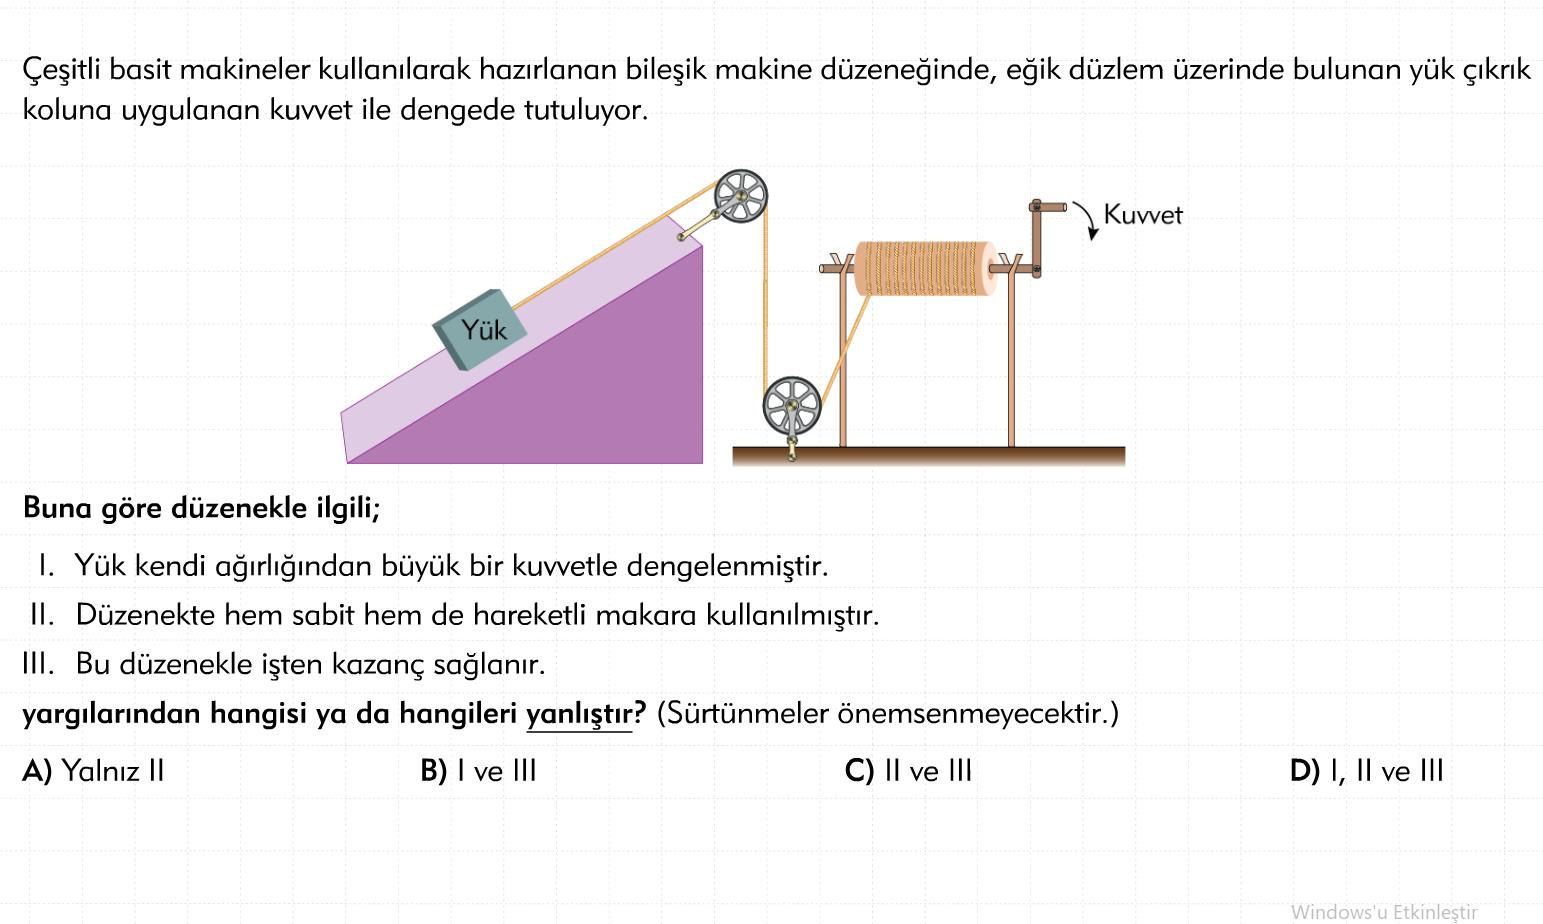 Çeşitli basit makineler kullanılarak hazırlanan bileşik makine düzeneğinde, eğik düzlem üzerinde bulunan yük çıkrık
koluna uygulanan kuvvet ile dengede tutuluyor.
Kuvvet
Yük
Buna göre düzenekle ilgili;
I. Yük kendi ağırlığından büyük bir kuvvetle dengelenmiştir.
II. Düzenekte hem sabit hem de hareketli makara kullanılmıştır.
III. Bu düzenekle işten kazanç sağlanır.
yargılarından hangisi ya da hangileri yanlıştır? (Sürtünmeler önemsenmeyecektir.)
A) Yalnız II B) I ve III C) II ve III D) I, II ve III
Windows'u Etkinleştir